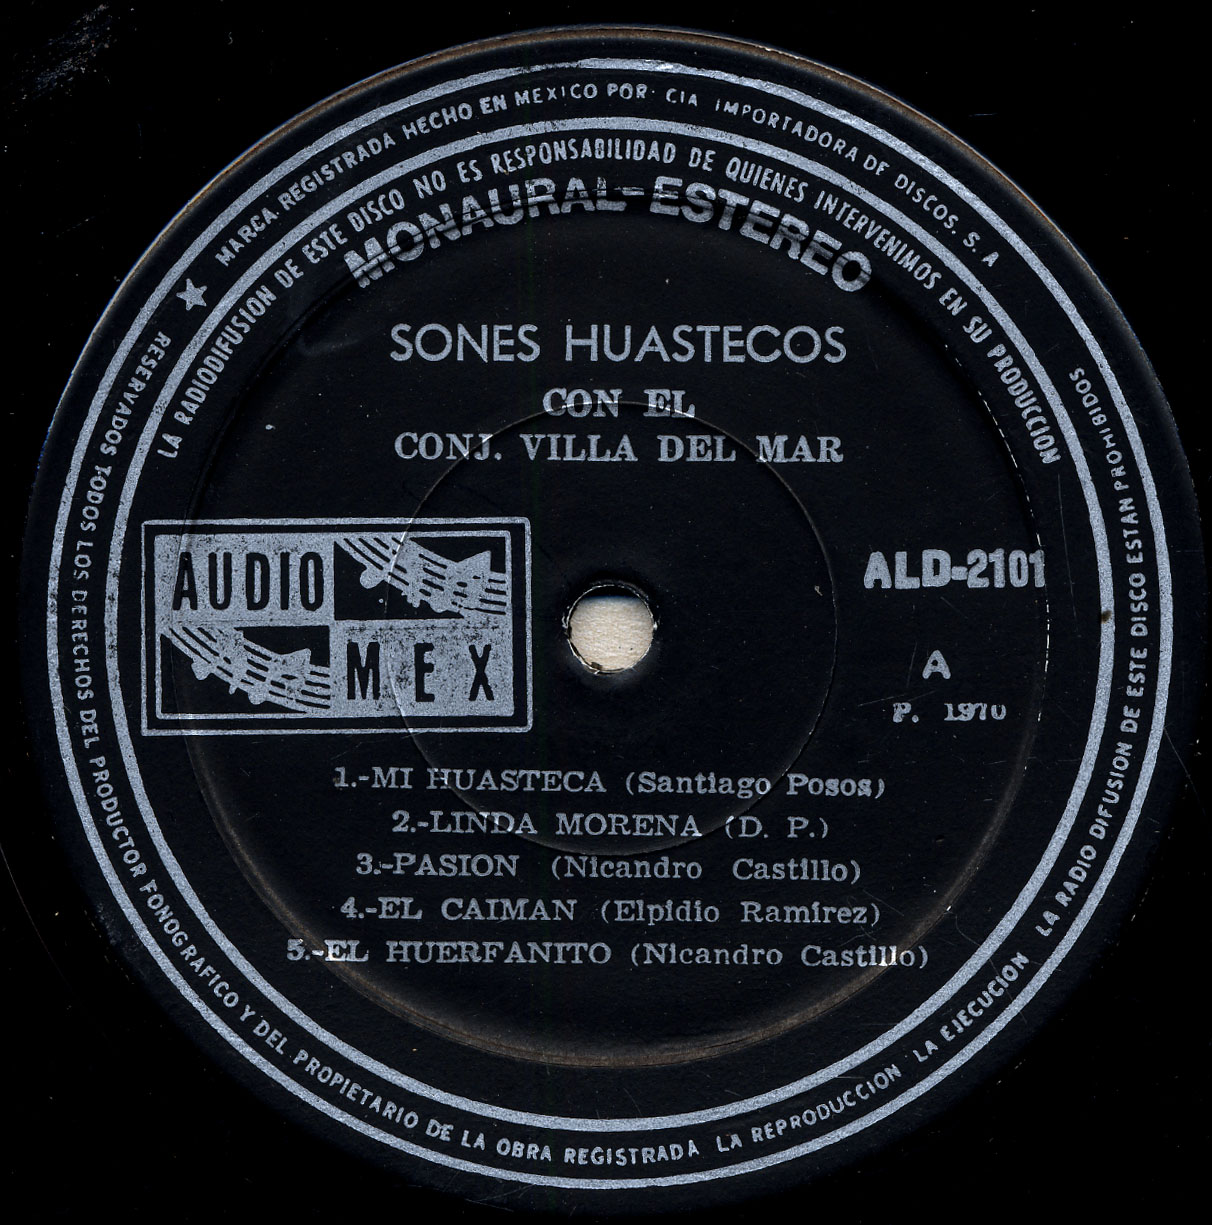 ★ MARCA REGISTRADA HECHO EN MEXICO POR CIA IMPORTADORA DE DISCOS. S. A
LA RADIODIFUSION DE ESTE DISCO NO ES RESPONSABILIDAD DE QUIENES INTERVENIMOS EN SU PRODUCCION
MONAURAL-ESTEREO
SONES HUASTECOS
CON EL
CONJ. VILLA DEL MAR
AUDIO
MEX
ALD-2101
A
P. 1970
1.-MI HUASTECA (Santiago Posos)
2.-LINDA MORENA (D. P.)
3.-PASION (Nicandro Castillo)
4.-EL CAIMAN (Elpidio Ramírez)
5.-EL HUERFANITO (Nicandro Castillo)
RESERVADOS TODOS LOS DERECHOS DEL PRODUCTOR FONOGRAFICO Y DEL PROPIETARIO DE LA OBRA REGISTRADA LA REPRODUCCION LA EJECUCION LA RADIO DIFUSION DE ESTE DISCO ESTAN PROHIBIDOS